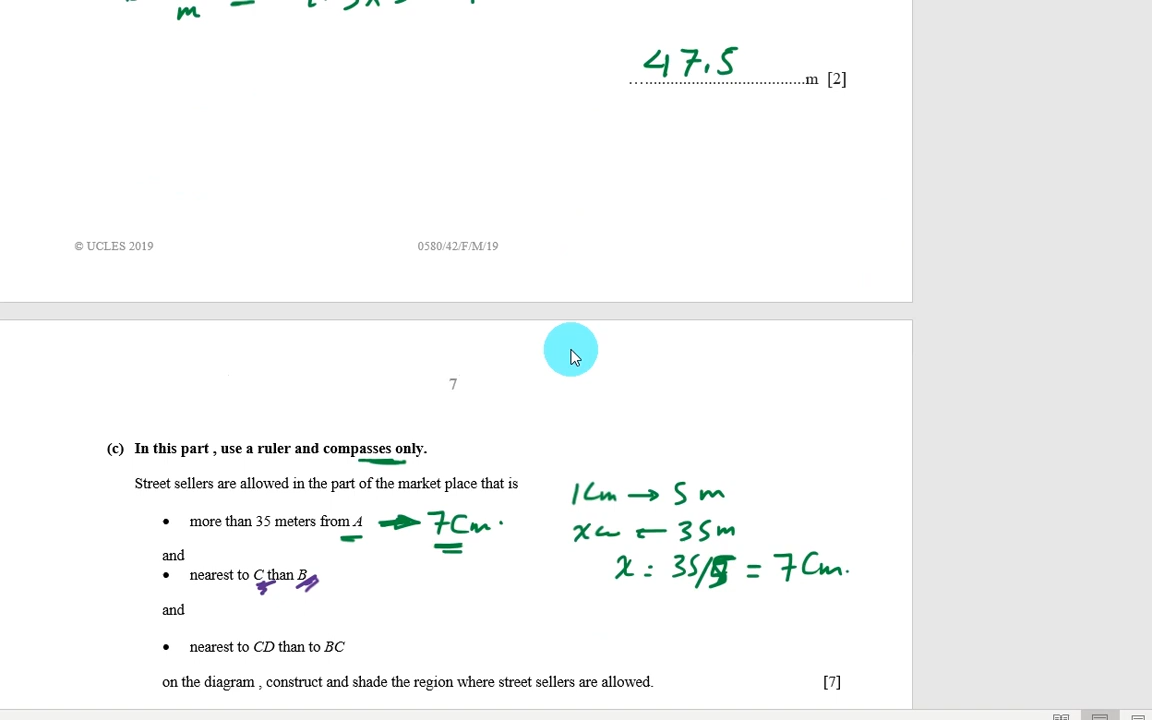 m =
47.5
........................................m [2]
© UCLES 2019 0580/42/F/M/19
7
(c) In this part , use a ruler and compasses only.
Street sellers are allowed in the part of the market place that is
1Cm → 5 m
• more than 35 meters from A → 7Cm.
x ← 35m
and
x : 35/5 = 7Cm.
• nearest to C than B
and
• nearest to CD than to BC
on the diagram , construct and shade the region where street sellers are allowed. [7]